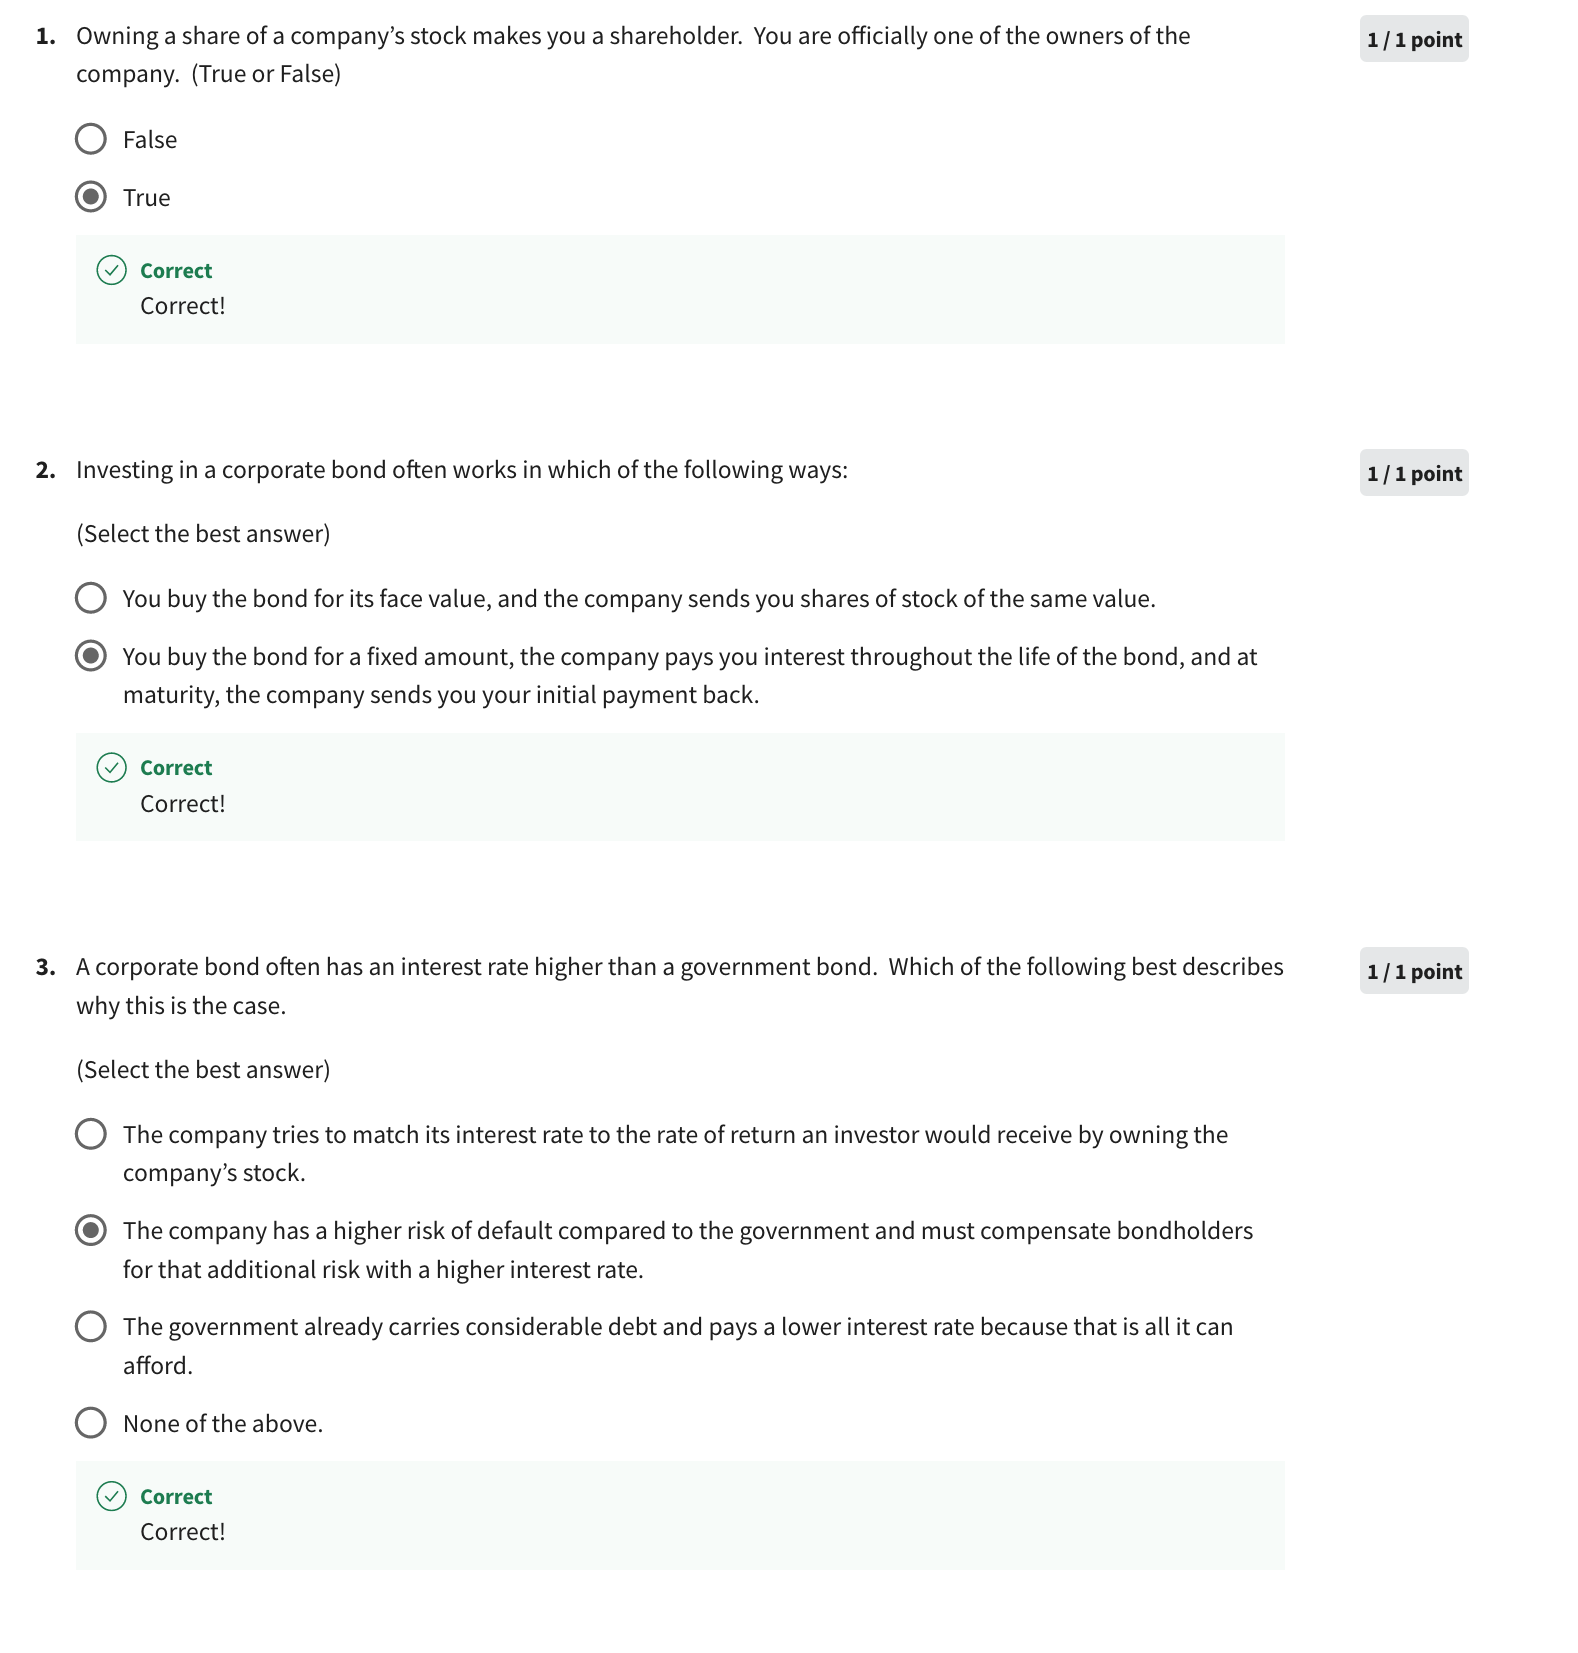 1. Owning a share of a company’s stock makes you a shareholder.  You are officially one of the owners of the
company.  (True or False)
1 / 1 point
False
True
Correct
Correct!
2. Investing in a corporate bond often works in which of the following ways:
1 / 1 point
(Select the best answer)
You buy the bond for its face value, and the company sends you shares of stock of the same value.
You buy the bond for a fixed amount, the company pays you interest throughout the life of the bond, and at
maturity, the company sends you your initial payment back.
Correct
Correct!
3. A corporate bond often has an interest rate higher than a government bond.  Which of the following best describes
why this is the case.
1 / 1 point
(Select the best answer)
The company tries to match its interest rate to the rate of return an investor would receive by owning the
company’s stock.
The company has a higher risk of default compared to the government and must compensate bondholders
for that additional risk with a higher interest rate.
The government already carries considerable debt and pays a lower interest rate because that is all it can
afford.
None of the above.
Correct
Correct!